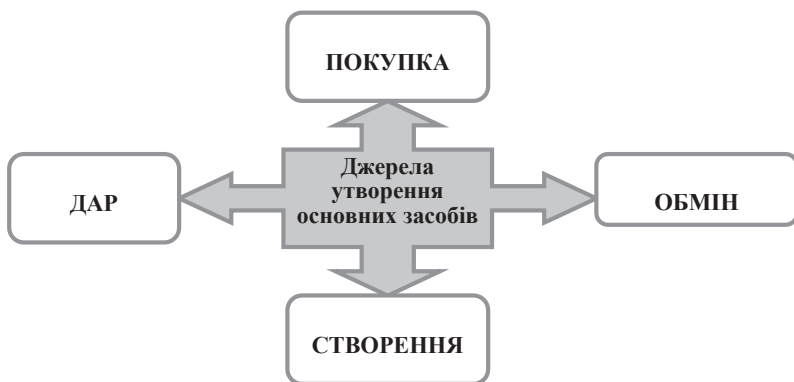 ПОКУПКА
Джерела
утворення
основних засобів
ДАР
ОБМІН
СТВОРЕННЯ